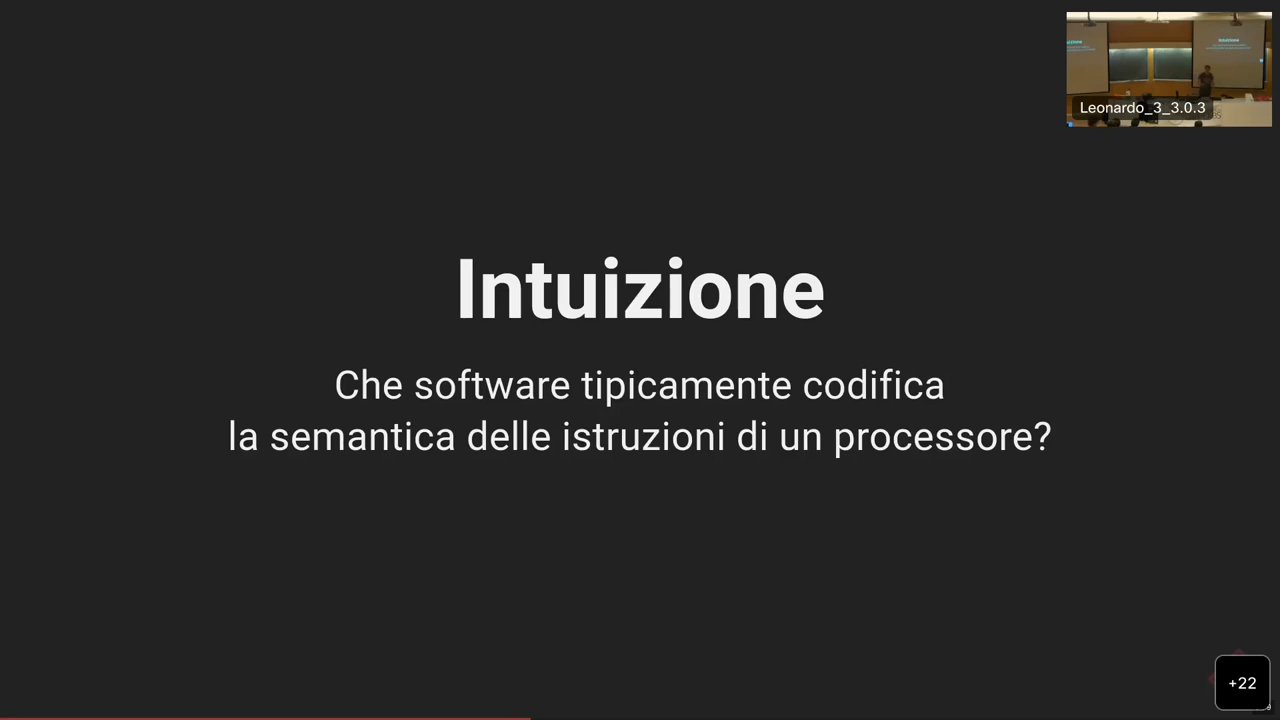 Leonardo_3_3.0.3
Intuizione
Che software tipicamente codifica
la semantica delle istruzioni di un processore?
+22